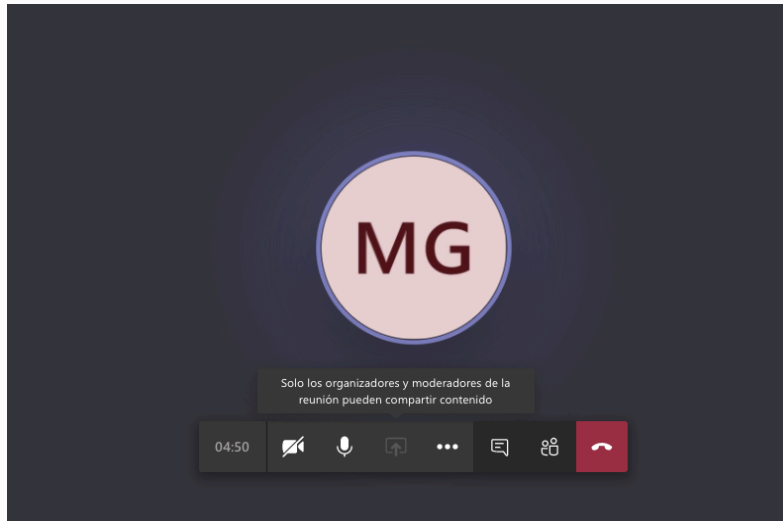 MG
Solo los organizadores y moderadores de la
reunión pueden compartir contenido
04:50